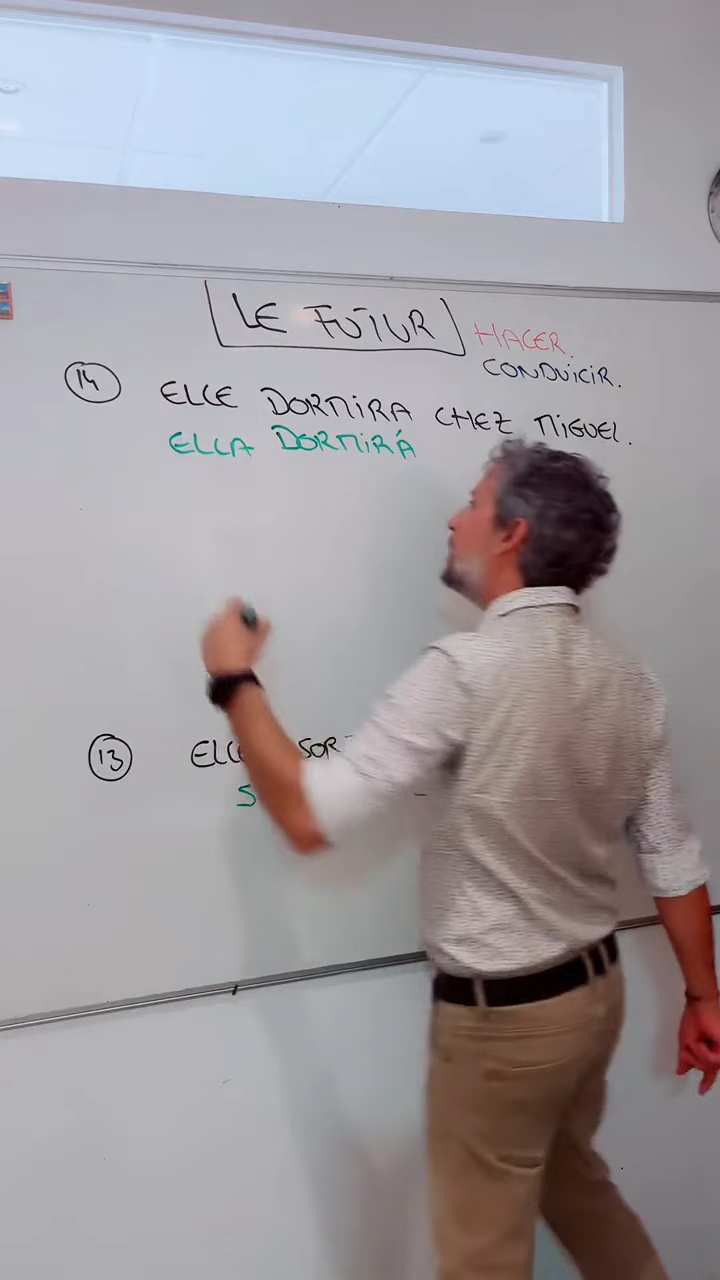 LE FUTUR
HACER.
CONDUCIR.
14 ELLE DORMIRA CHEZ MIGUEL.
ELLA DORMIRÁ
13